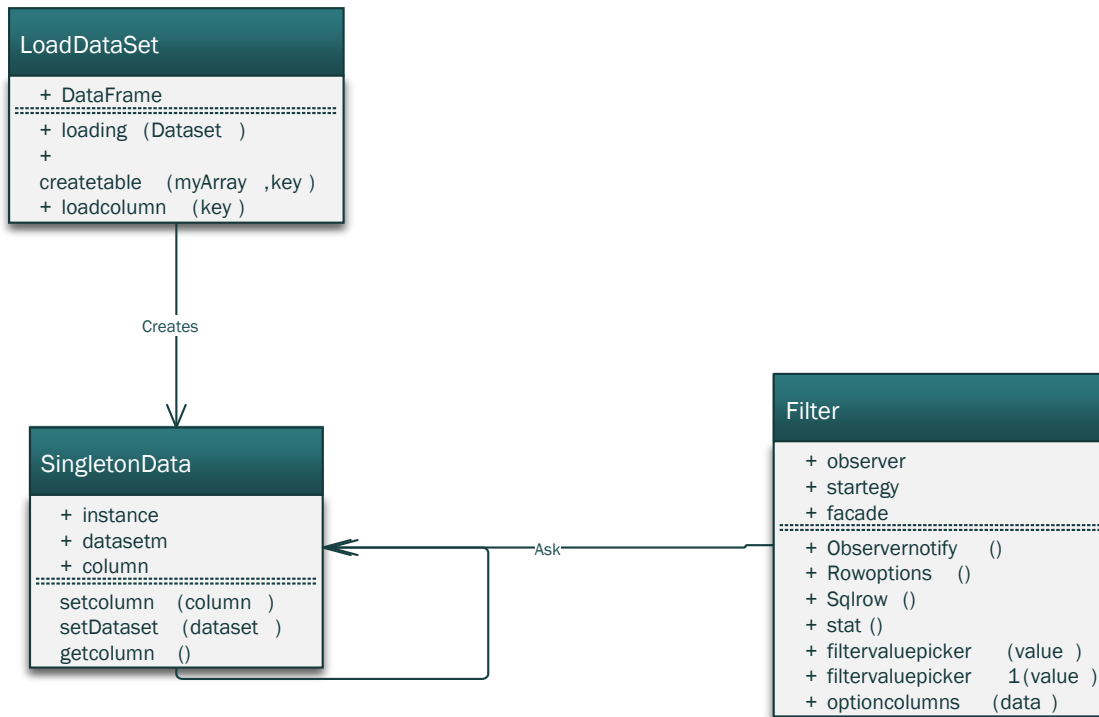 LoadDataSet
+ DataFrame
+ loading (Dataset )
+
createtable (myArray ,key )
+ loadcolumn (key )
Creates
SingletonData
+ instance
+ datasetm
+ column
setcolumn (column )
setDataset (dataset )
getcolumn ()
Ask
Filter
+ observer
+ startegy
+ facade
+ Observernotify ()
+ Rowoptions ()
+ Sqlrow ()
+ stat ()
+ filtervaluepicker (value )
+ filtervaluepicker 1(value )
+ optioncolumns (data )